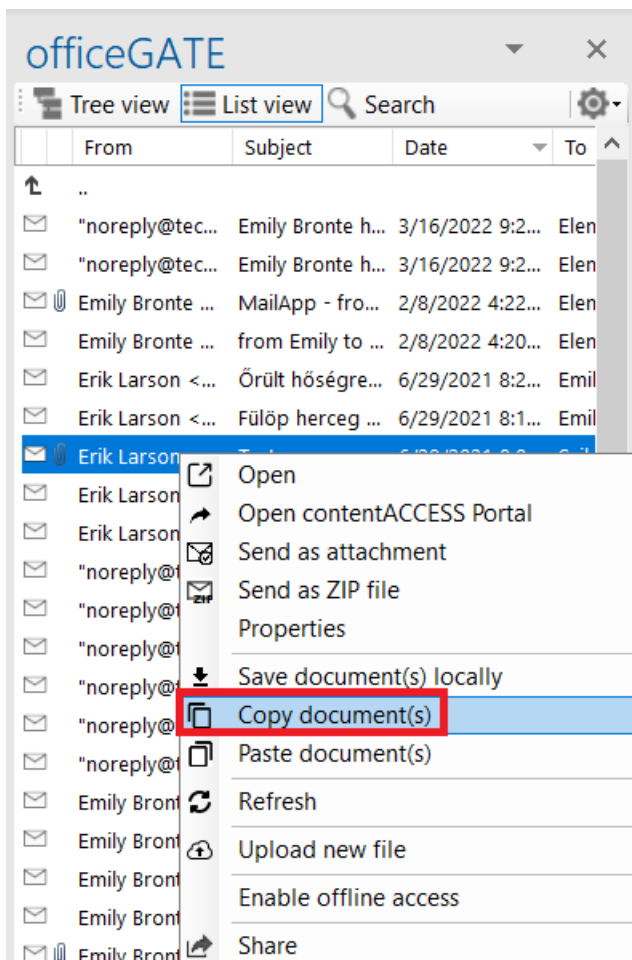 officeGATE
Tree view List view Search
From Subject Date To
..
"noreply@tec... Emily Bronte h... 3/16/2022 9:2... Elen
"noreply@tec... Emily Bronte h... 3/16/2022 9:2... Elen
Emily Bronte ... MailApp - fro... 2/8/2022 4:22... Elen
Emily Bronte ... from Emily to ... 2/8/2022 4:20... Elen
Erik Larson <... Őrült hőségre... 6/29/2021 8:2... Emil
Erik Larson <... Fülöp herceg ... 6/29/2021 8:1... Emil
Erik Larson
Open
Erik Larson
Open contentACCESS Portal
Erik Larson
Send as attachment
"noreply@t
ZIP Send as ZIP file
"noreply@t
Properties
"noreply@t
Save document(s) locally
"noreply@t
Copy document(s)
"noreply@
Paste document(s)
"noreply@t
Refresh
Emily Bront
Upload new file
Emily Bront
Emily Bront
Enable offline access
Emily Bront
Share
Emily Bront